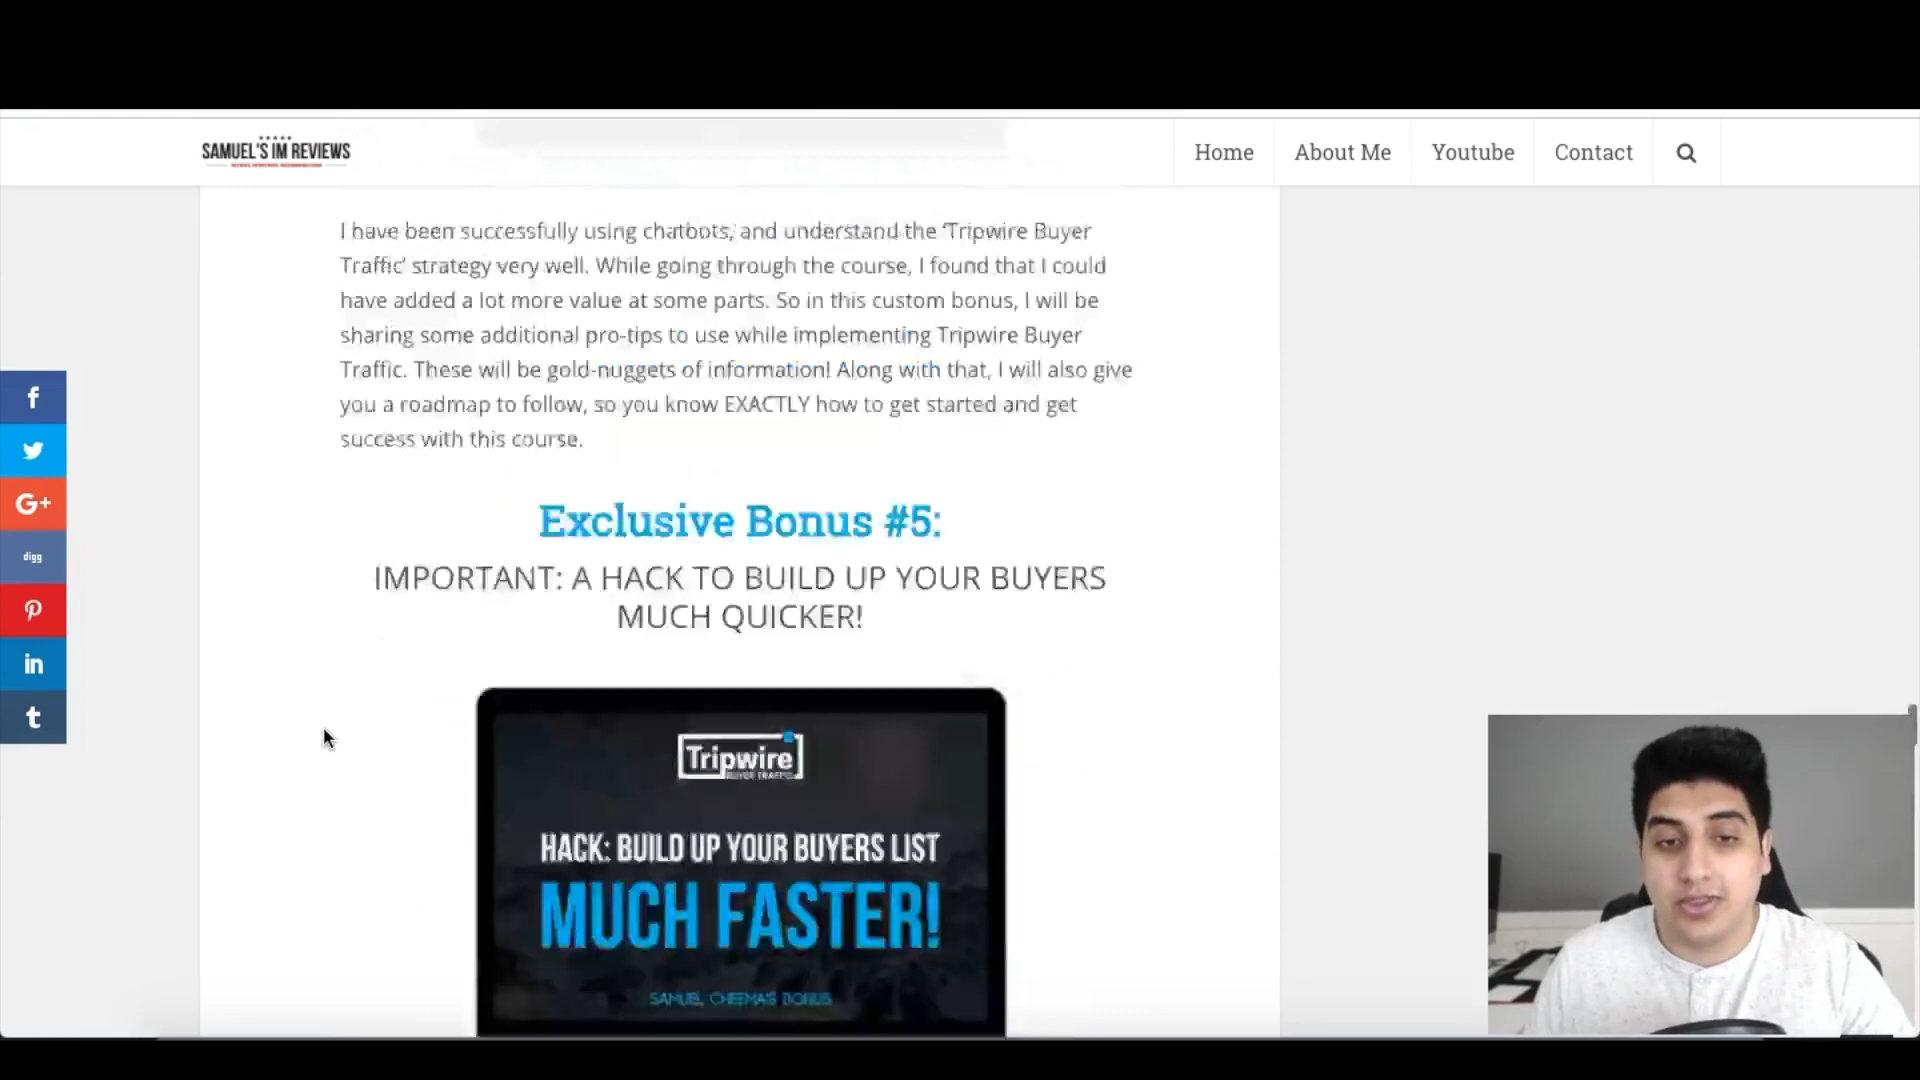 SAMUEL'S IM REVIEWS
Home
About Me
Youtube
Contact
I have been successfully using chatbots, and understand the ‘Tripwire Buyer
Traffic’ strategy very well. While going through the course, I found that I could
have added a lot more value at some parts. So in this custom bonus, I will be
sharing some additional pro-tips to use while implementing Tripwire Buyer
Traffic. These will be gold-nuggets of information! Along with that, I will also give
you a roadmap to follow, so you know EXACTLY how to get started and get
success with this course.
f
G+
digg
in
t
Exclusive Bonus #5:
IMPORTANT: A HACK TO BUILD UP YOUR BUYERS
MUCH QUICKER!
Tripwire
BUYER TRAFFIC
HACK: BUILD UP YOUR BUYERS LIST
MUCH FASTER!
SAMUEL CHEEMA'S BONUS